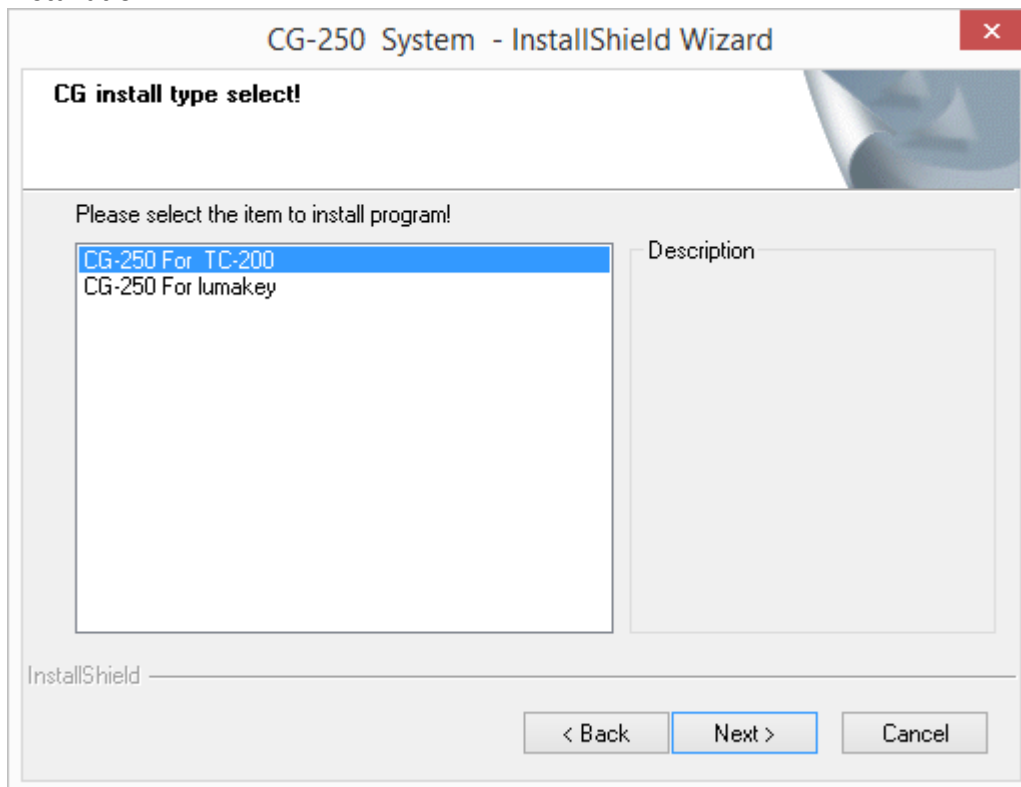 CG-250 System - InstallShield Wizard
CG install type select!
Please select the item to install program!
CG-250 For TC-200
CG-250 For lumakey
Description
InstallShield
< Back
Next >
Cancel